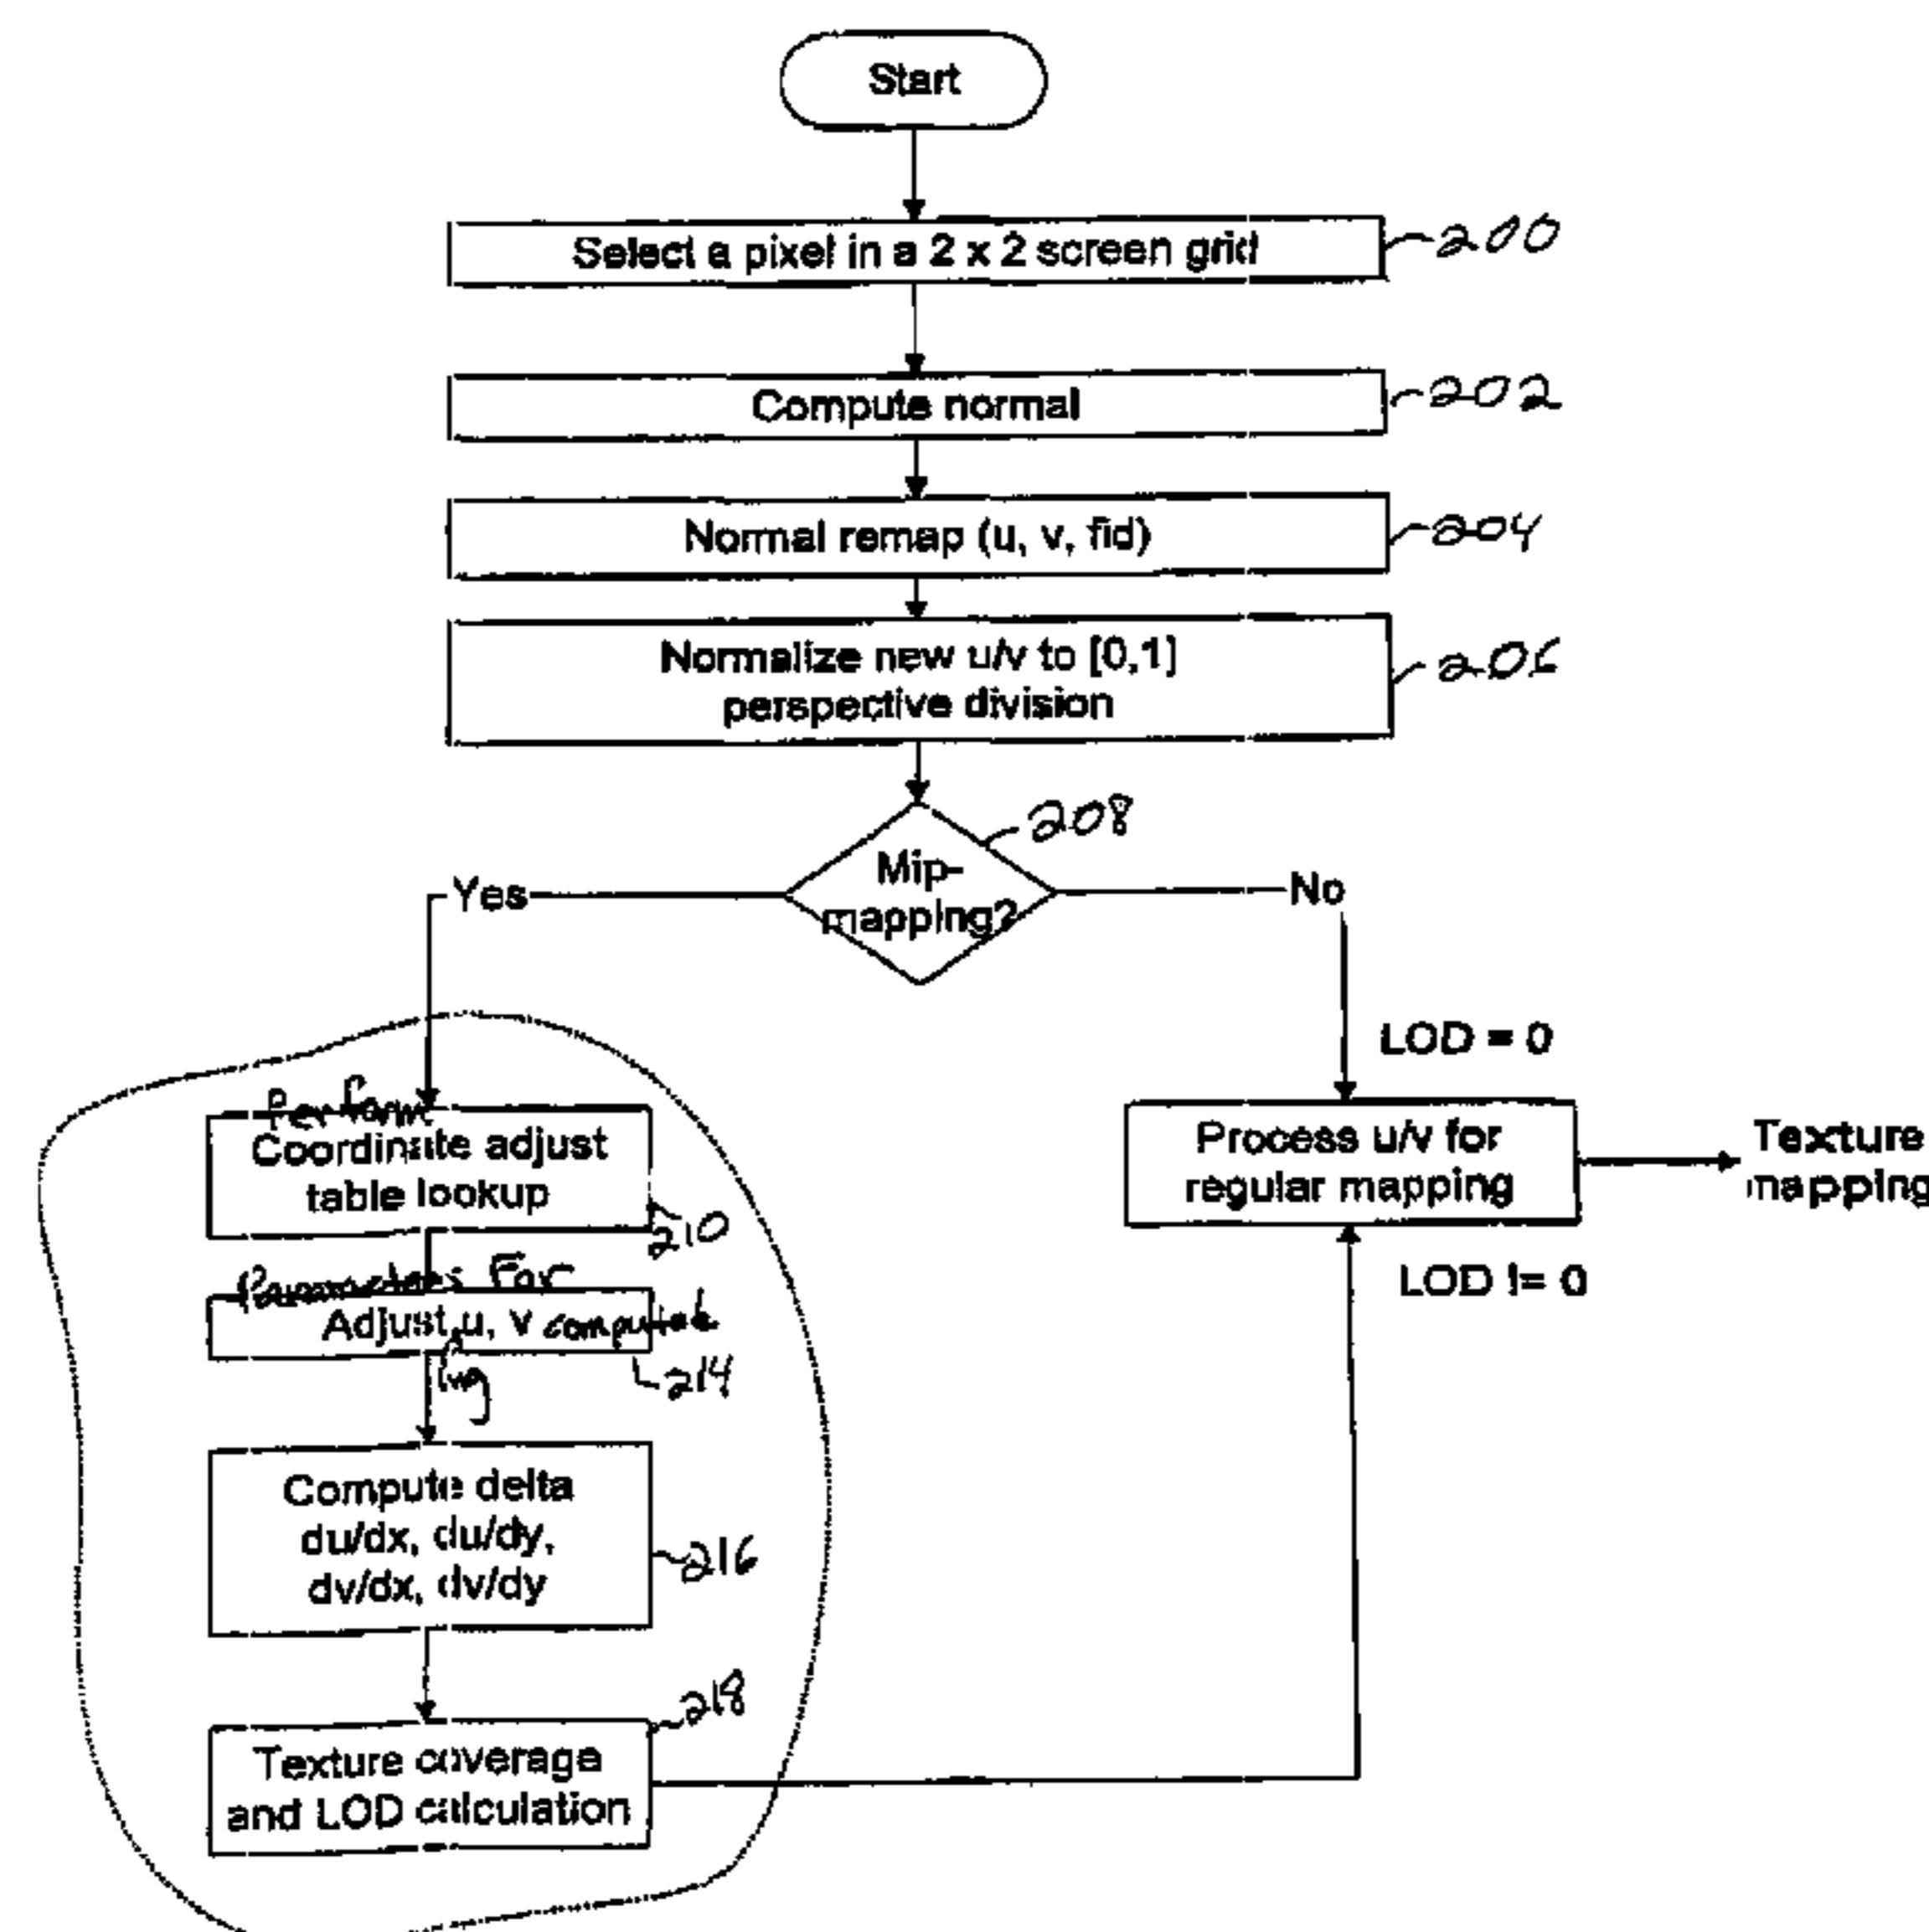 Start
Select a pixel in a 2 x 2 screen grid
200
Compute normal
202
Normal remap (u, v, fid)
204
Normalize new u/v to [0,1]
perspective division
206
208
Mip-
mapping?
Yes
No
LOD = 0
Perform
Coordinate adjust
table lookup
210
Process u/v for
regular mapping
Texture
mapping
LOD != 0
Parameters For
Adjust u, v computed
ing
214
Compute delta
du/dx, du/dy,
dv/dx, dv/dy
216
218
Texture coverage
and LOD calculation